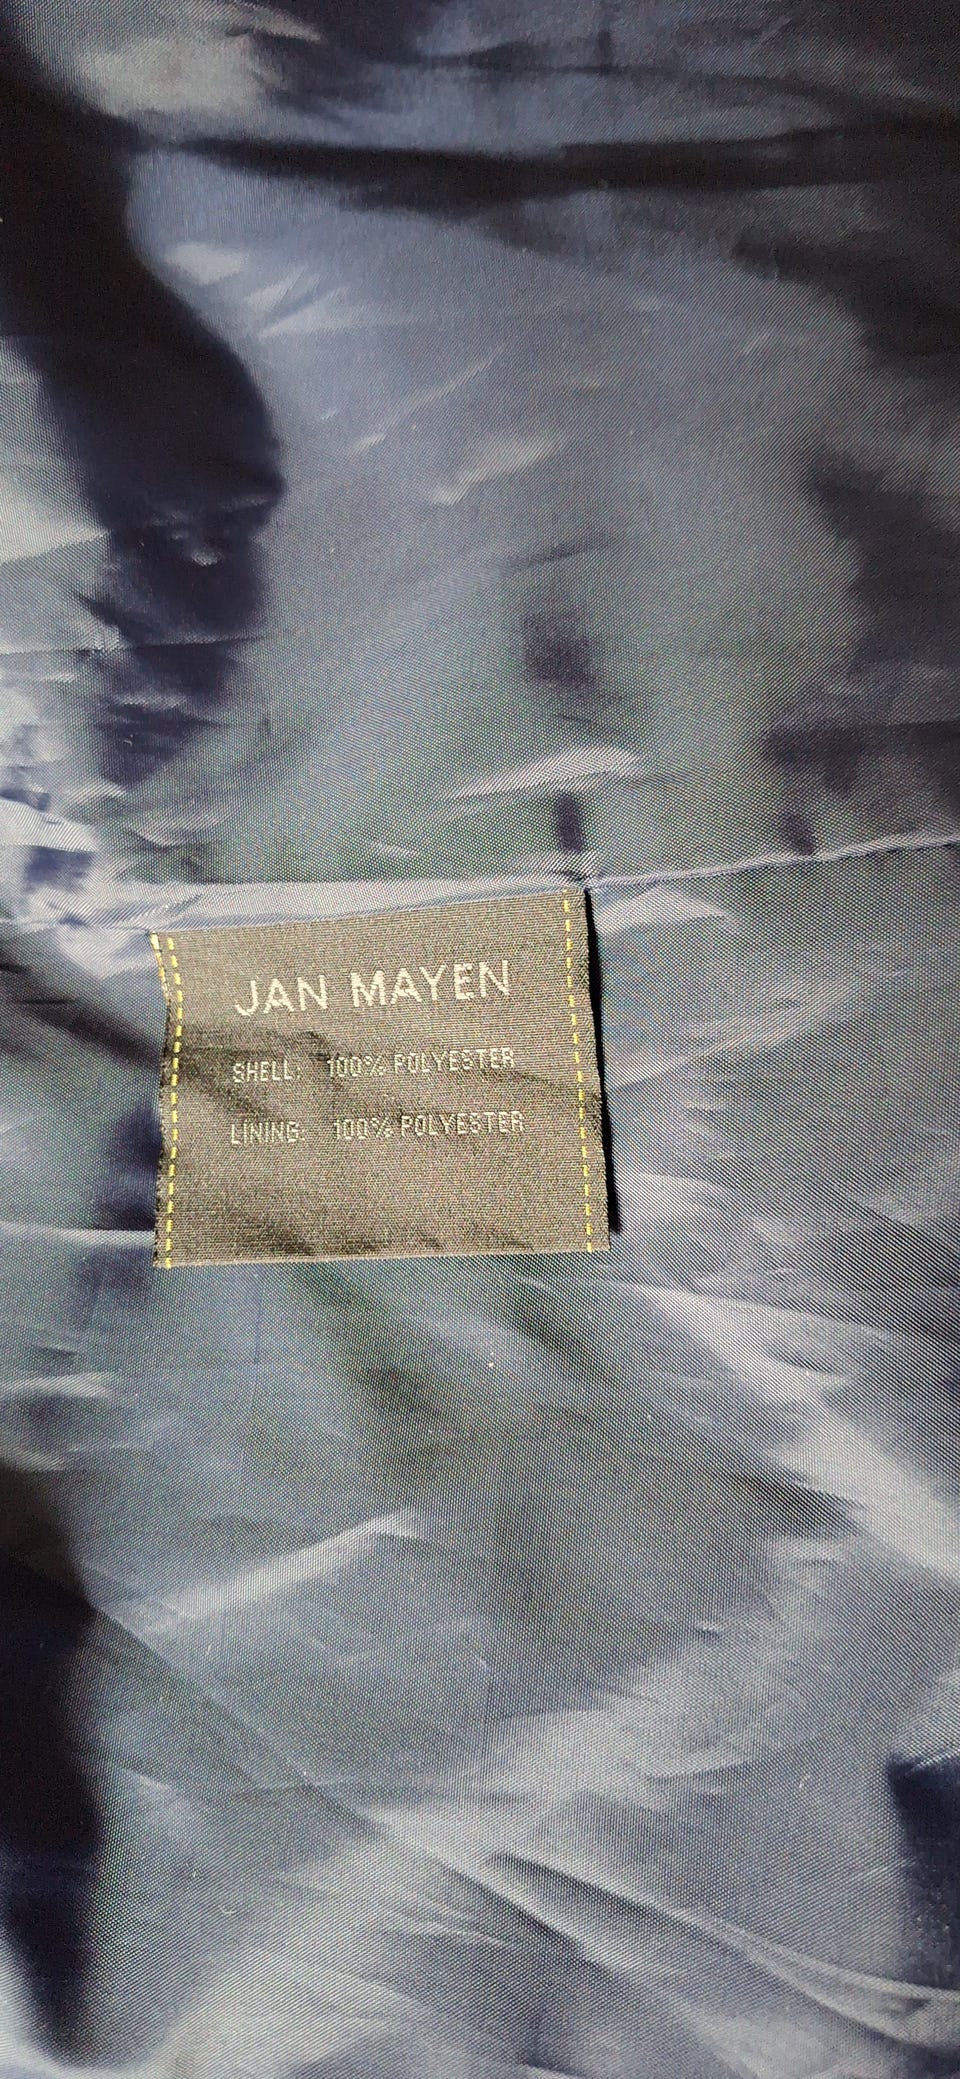 JAN MAYEN
SHELL: 100% POLYESTER
LINING: 100% POLYESTER